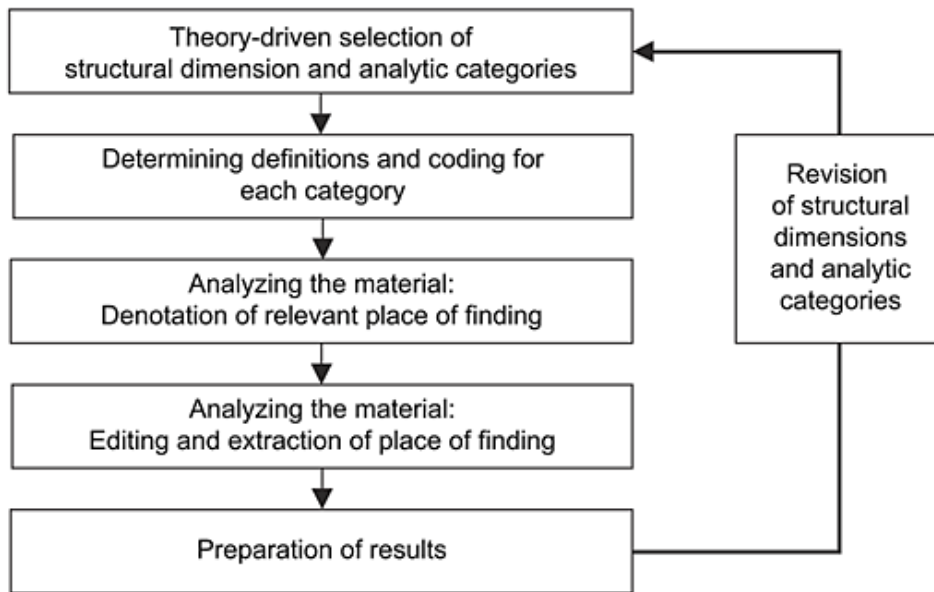 Theory-driven selection of
structural dimension and analytic categories
Determining definitions and coding for
each category
Analyzing the material:
Denotation of relevant place of finding
Analyzing the material:
Editing and extraction of place of finding
Preparation of results
Revision
of structural
dimensions
and analytic
categories